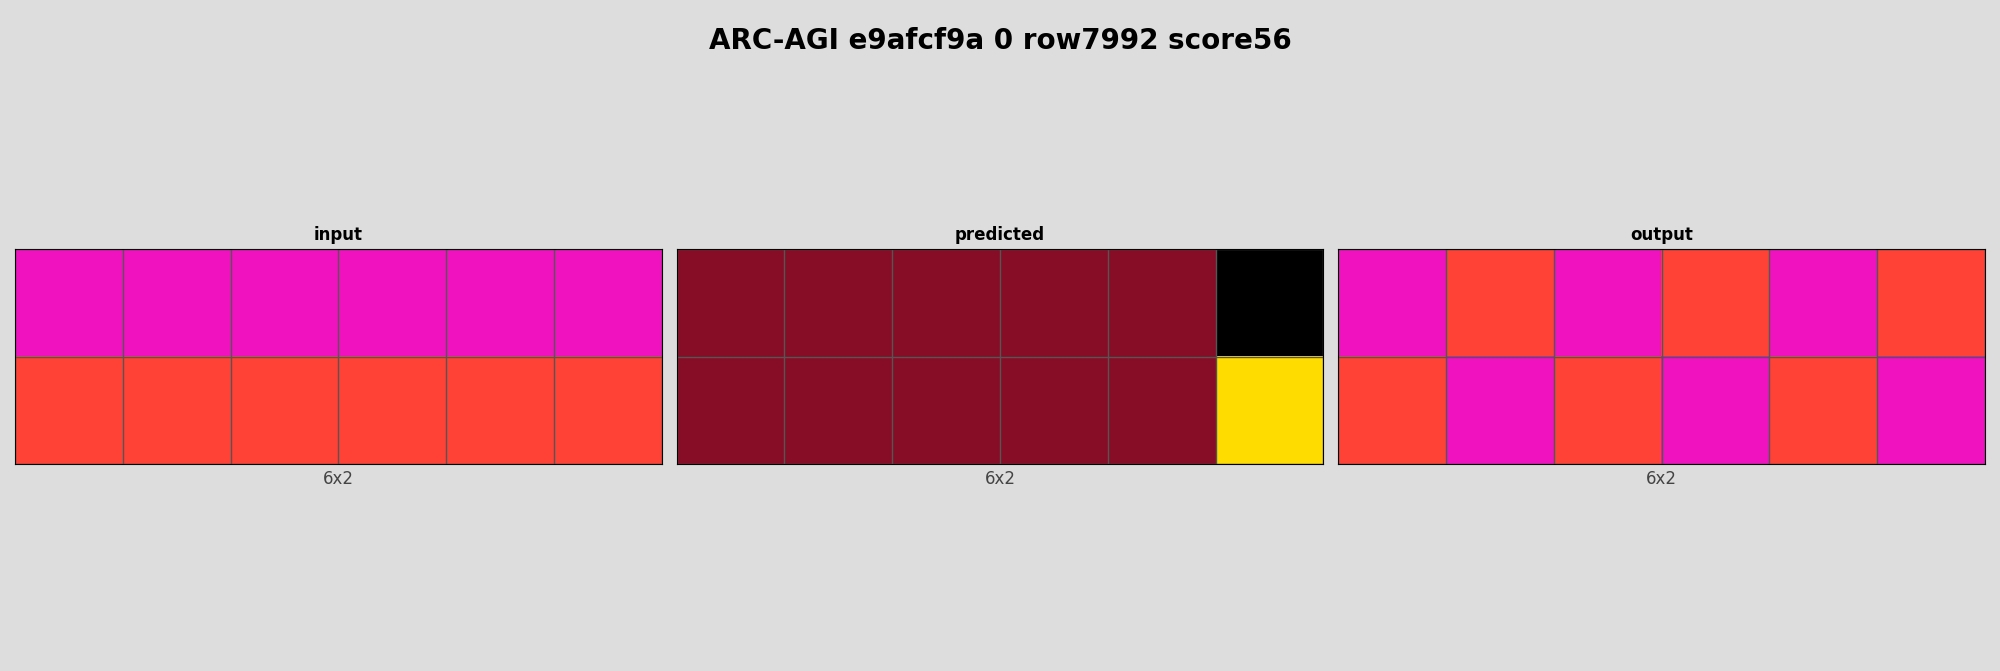 ARC-AGI e9afcf9a 0 row7992 score56
input
predicted
output
6x2
6x2
6x2